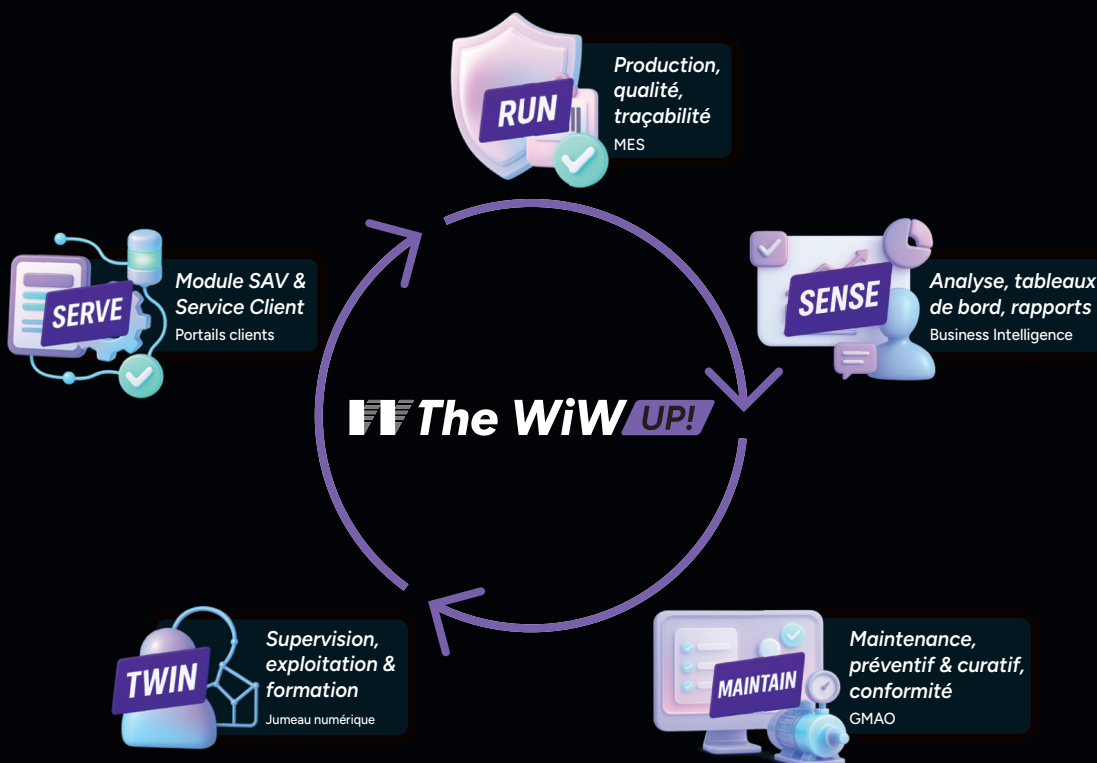 RUN
Production,
qualité,
traçabilité
MES
SERVE
Module SAV &
Service Client
Portails clients
SENSE
Analyse, tableaux
de bord, rapports
Business Intelligence
The WiW UP!
TWIN
Supervision,
exploitation &
formation
Jumeau numérique
MAINTAIN
Maintenance,
préventif & curatif,
conformité
GMAO